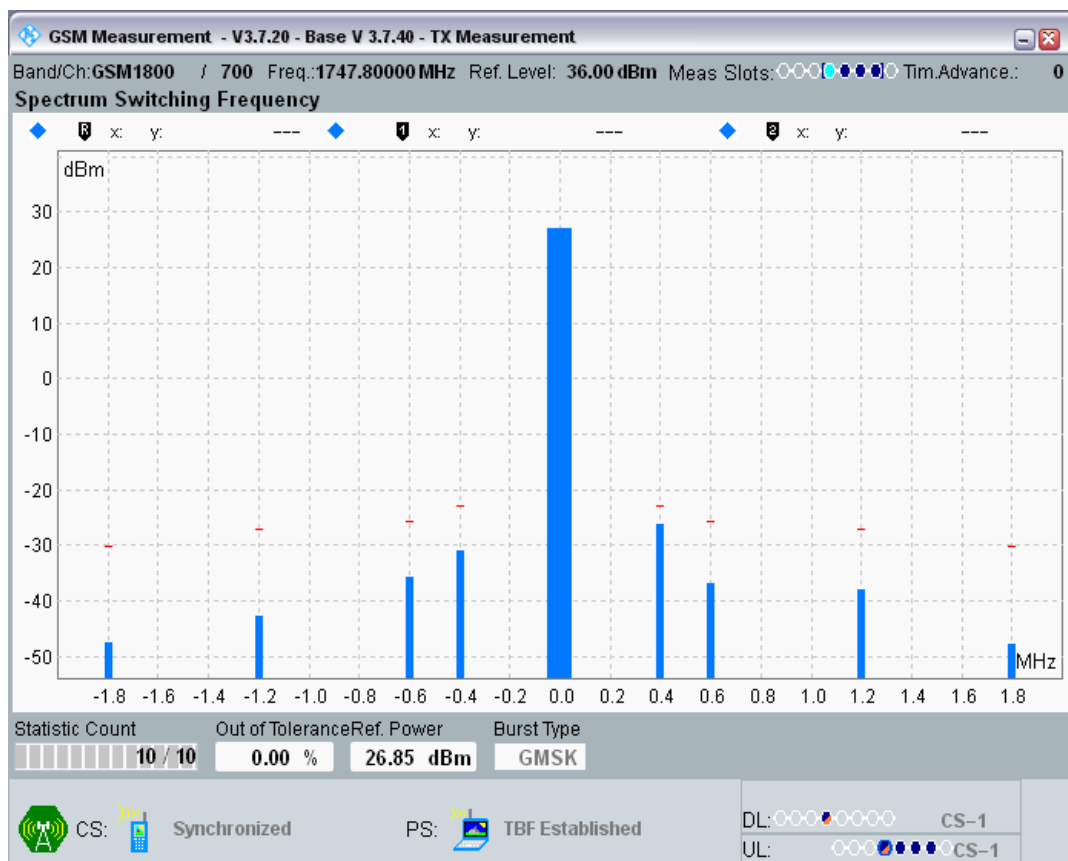 GSM Measurement - V3.7.20 - Base V 3.7.40 - TX Measurement
Band/Ch:GSM1800 / 700 Freq.:1747.80000 MHz Ref. Level: 36.00 dBm Meas Slots: Tim.Advance.: 0
Spectrum Switching Frequency
R x: y: --- 1 x: y: --- 2 x: y: ---
dBm
30
20
10
0
-10
-20
-30
-40
-50
MHz
-1.8 -1.6 -1.4 -1.2 -1.0 -0.8 -0.6 -0.4 -0.2 0.0 0.2 0.4 0.6 0.8 1.0 1.2 1.4 1.6 1.8
Statistic Count Out of Tolerance Ref. Power Burst Type
10 / 10 0.00 % 26.85 dBm GMSK
CS: Synchronized PS: TBF Established
DL: CS-1
UL: CS-1